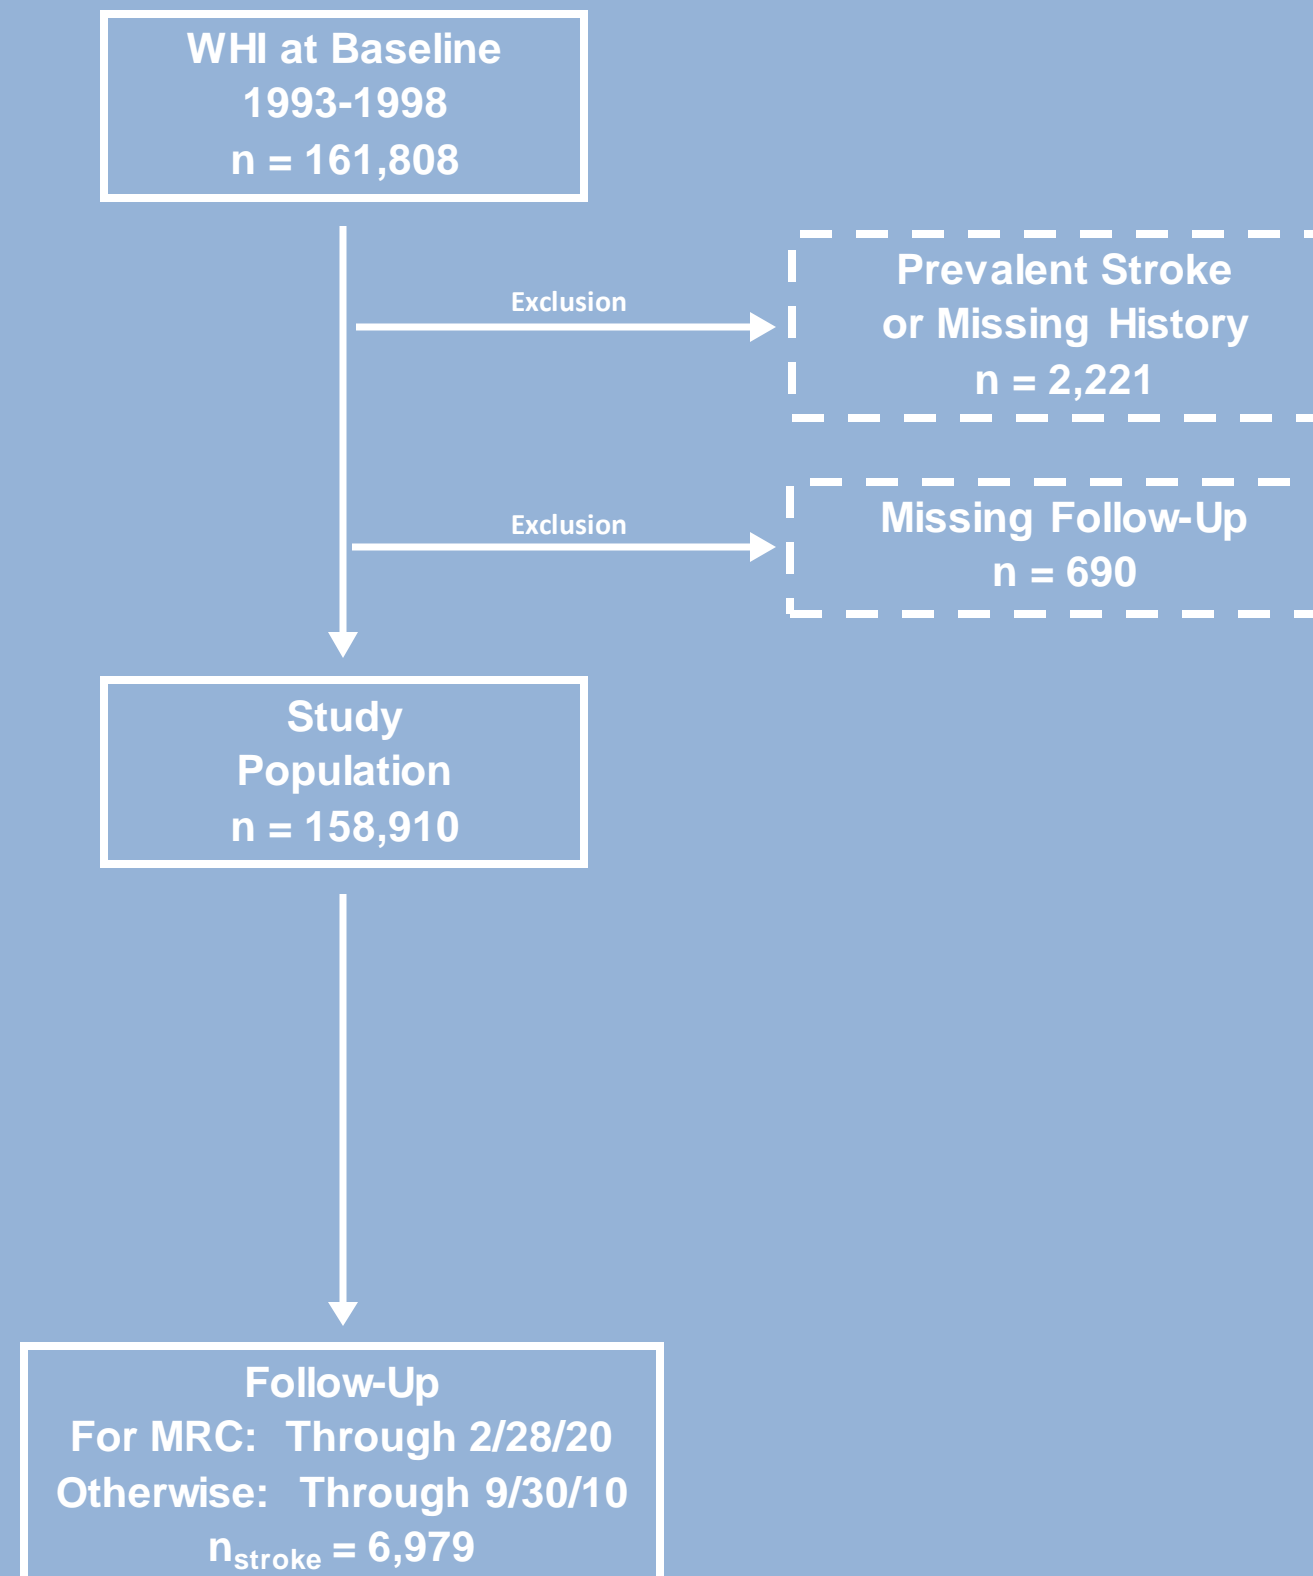 WHI at Baseline
1993-1998
n = 161,808
Exclusion
Prevalent Stroke
or Missing History
n = 2,221
Exclusion
Missing Follow-Up
n = 690
Study
Population
n = 158,910
Follow-Up
For MRC: Through 2/28/20
Otherwise: Through 9/30/10
nstroke = 6,979